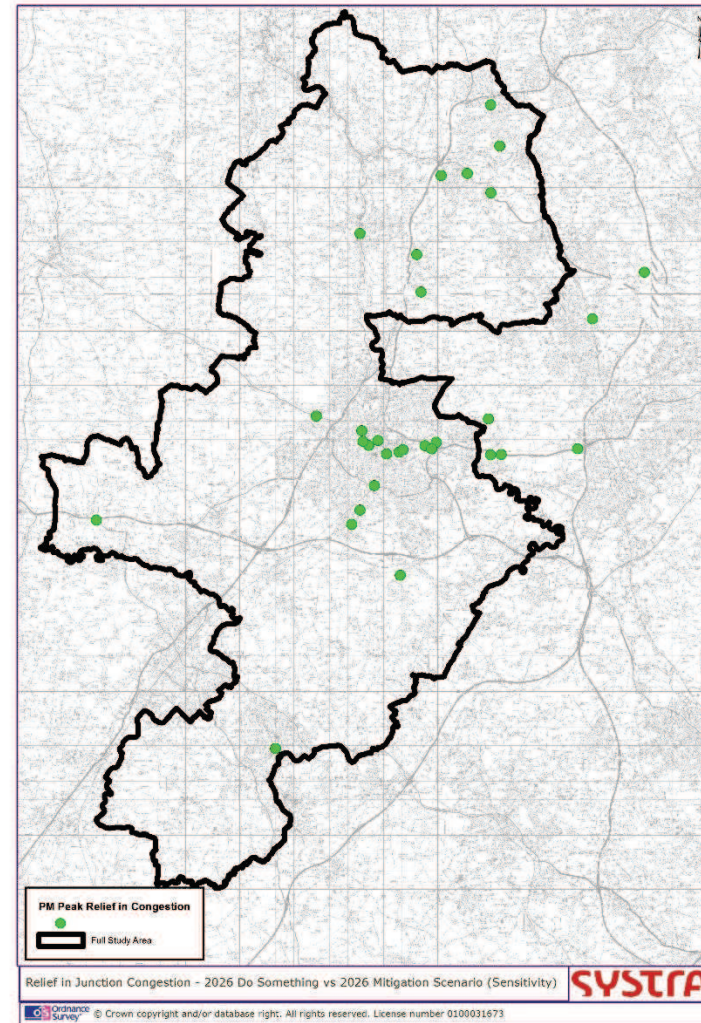 PM Peak Relief in Congestion
Full Study Area
Relief in Junction Congestion - 2026 Do Something vs 2026 Mitigation Scenario (Sensitivity)
SYSTRA
OS Ordnance Survey © Crown copyright and/or database right. All rights reserved. License number 0100031673